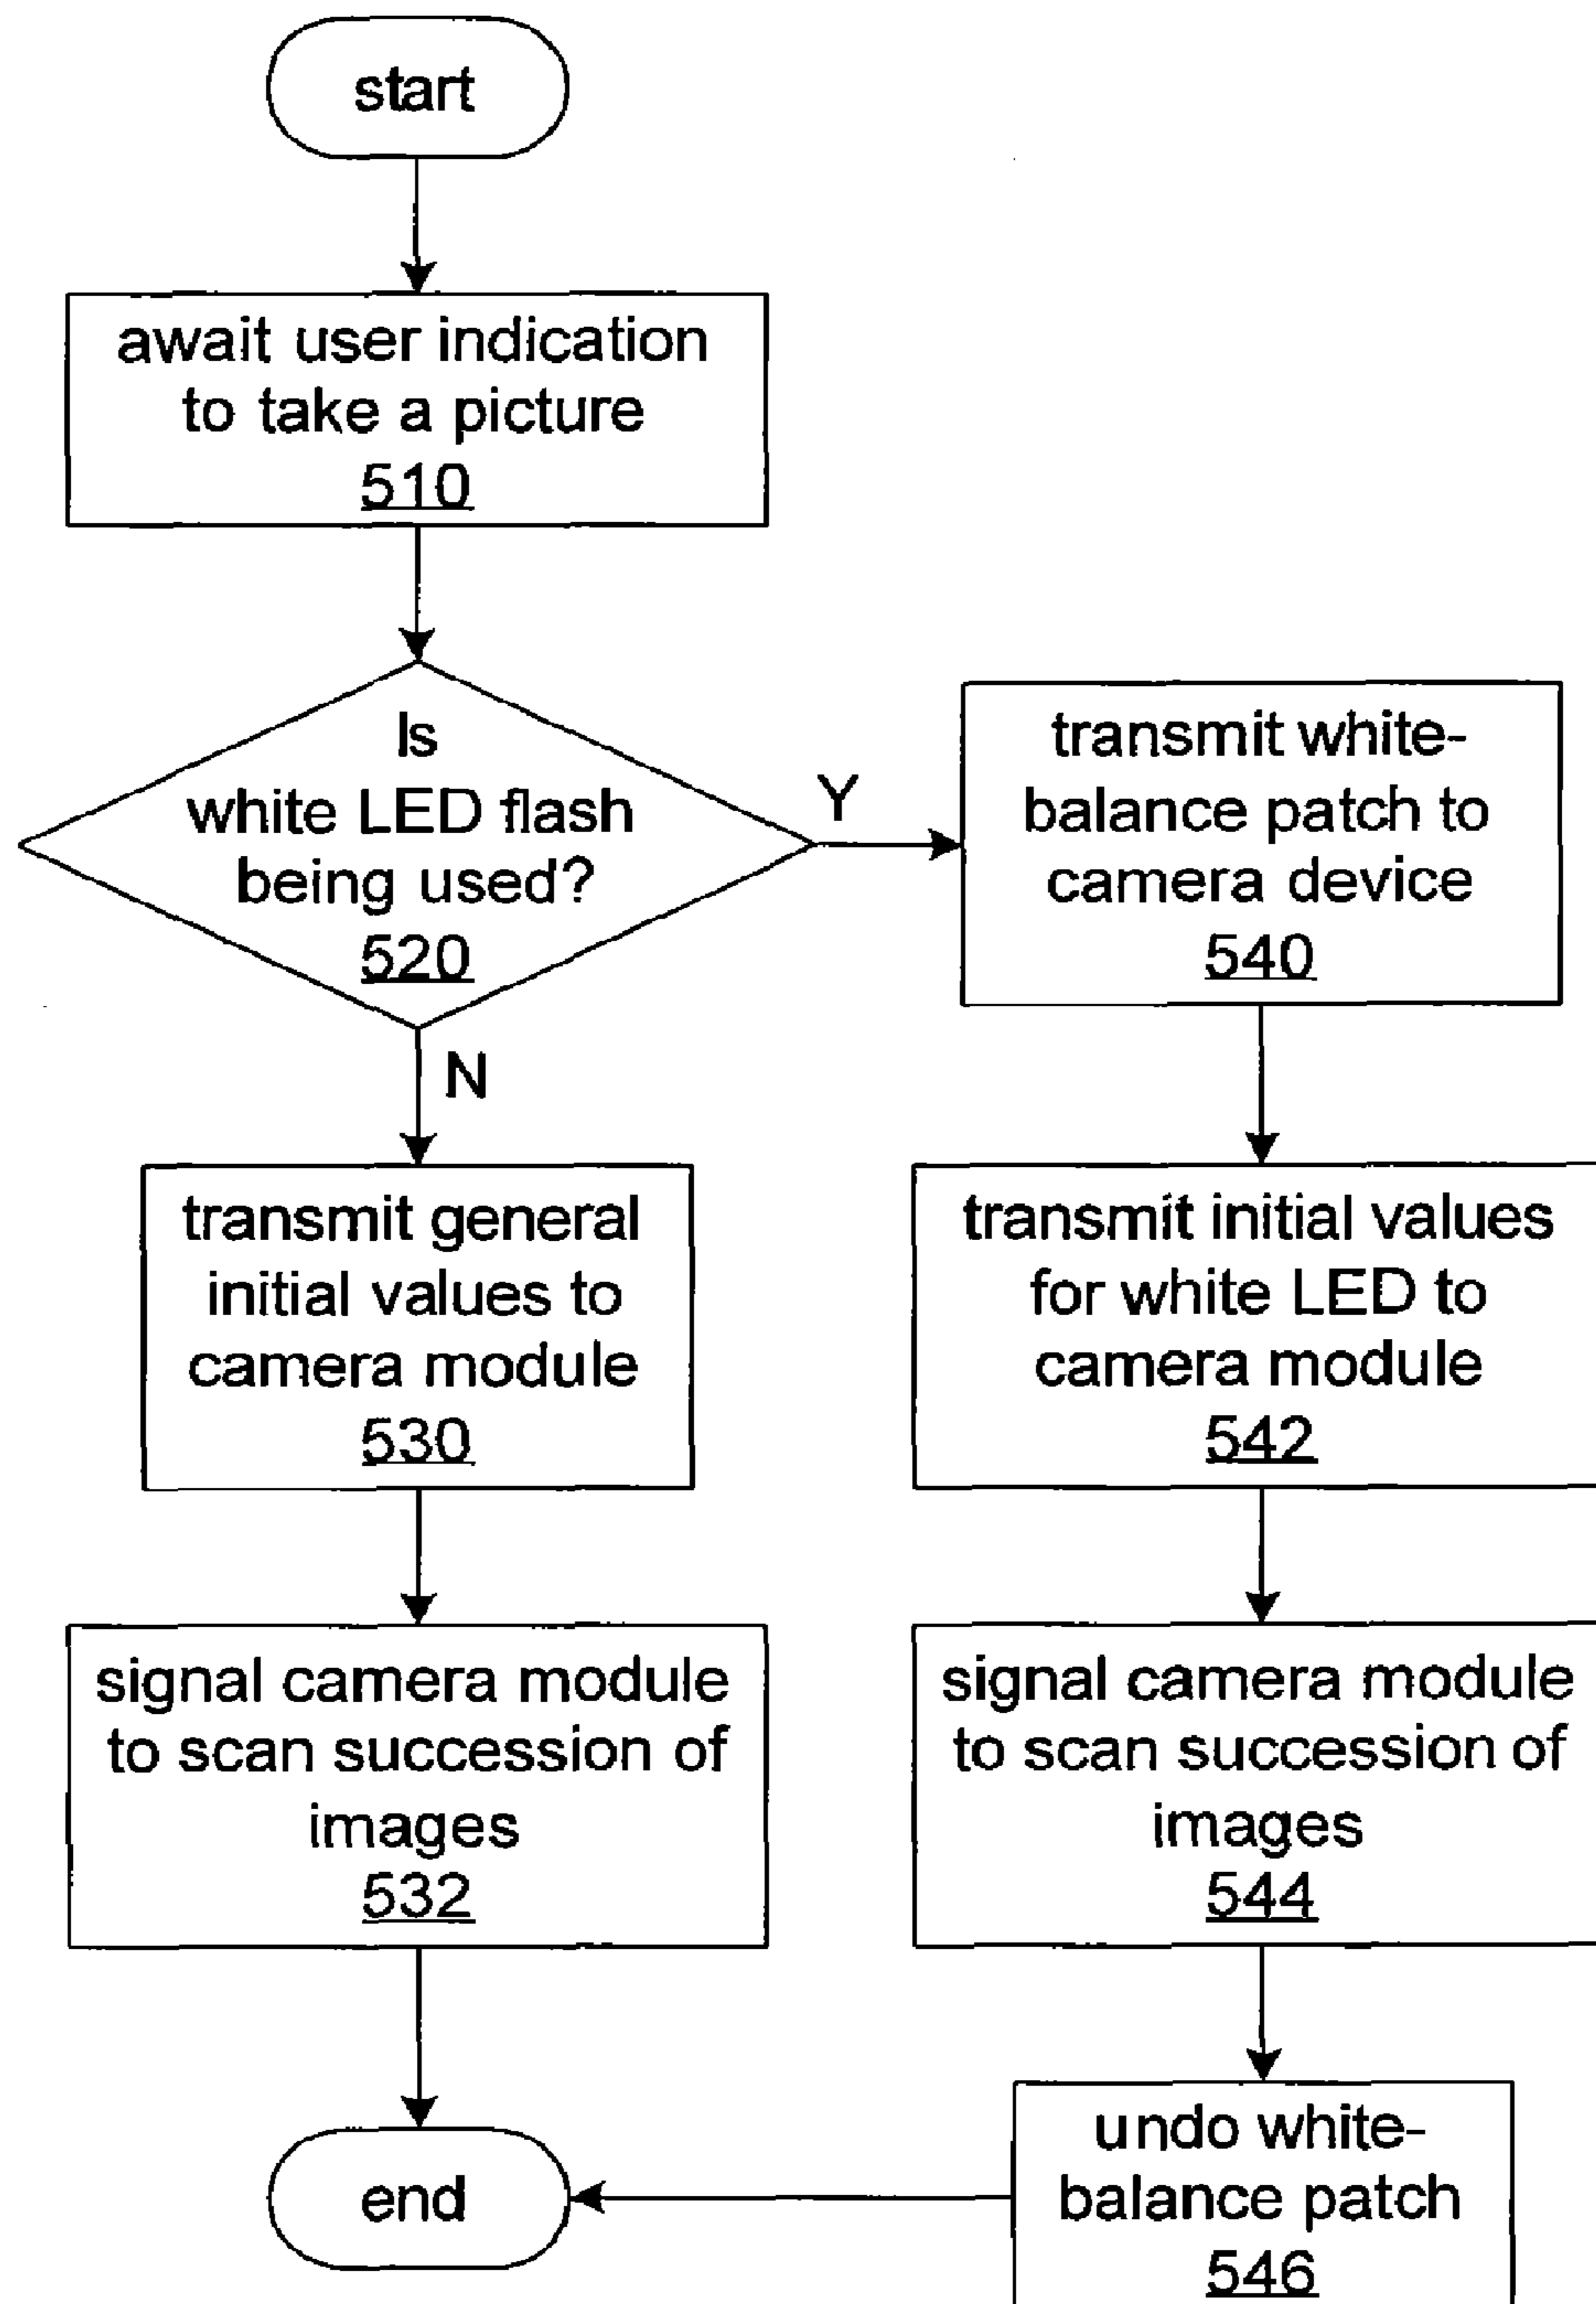 start
await user indication
to take a picture
510
Is
white LED flash
being used?
520
Y
N
transmit white-
balance patch to
camera device
540
transmit general
initial values to
camera module
530
transmit initial values
for white LED to
camera module
542
signal camera module
to scan succession of
images
532
signal camera module
to scan succession of
images
544
undo white-
balance patch
546
end